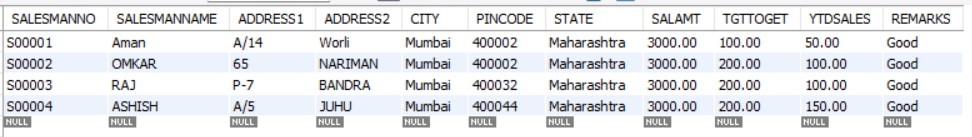 SALESMANNO SALESMANNAME ADDRESS1 ADDRESS2 CITY PINCODE STATE SALAMT TGTTOGET YTDSALES REMARKS
S00001 Aman A/14 Worli Mumbai 400002 Maharashtra 3000.00 100.00 50.00 Good
S00002 OMKAR 65 NARIMAN Mumbai 400002 Maharashtra 3000.00 200.00 100.00 Good
S00003 RAJ P-7 BANDRA Mumbai 400032 Maharashtra 3000.00 200.00 100.00 Good
S00004 ASHISH A/5 JUHU Mumbai 400044 Maharashtra 3000.00 200.00 150.00 Good
NULL NULL NULL NULL NULL NULL NULL NULL NULL NULL NULL